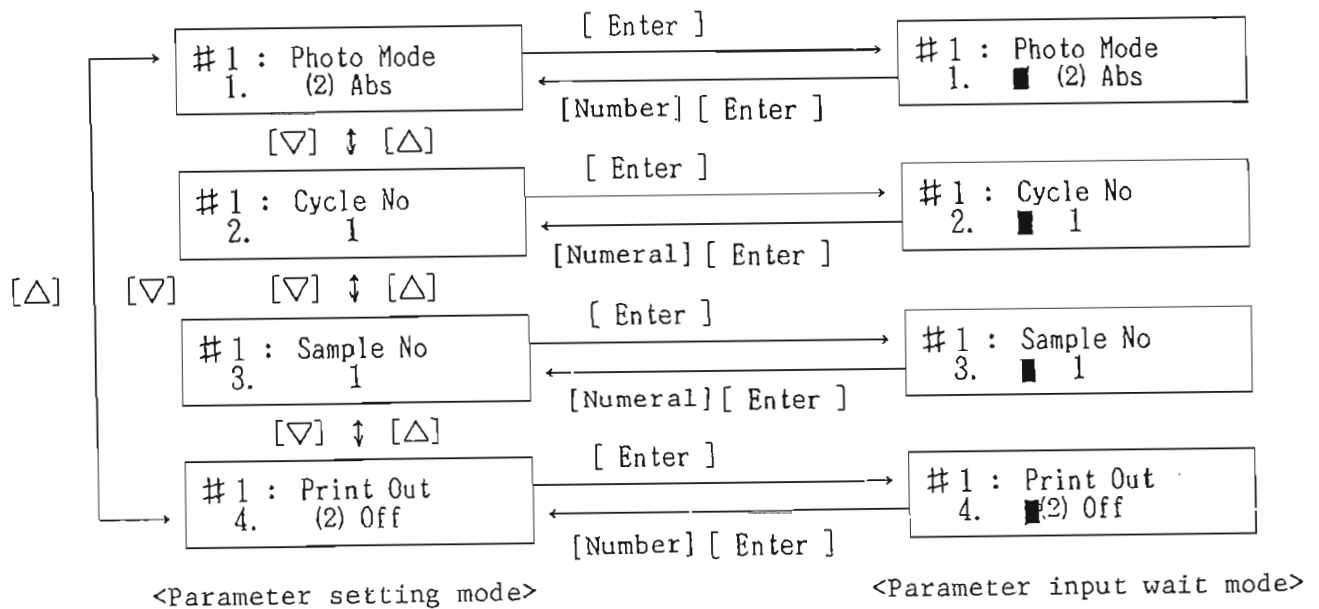 [ Enter ]
#1 : Photo Mode
1. (2) Abs
#1 : Photo Mode
1. ■ (2) Abs
[Number] [ Enter ]
[▽] ↕ [△]
[ Enter ]
#1 : Cycle No
2. 1
#1 : Cycle No
2. ■ 1
[Numeral] [ Enter ]
[△] [▽] [▽] ↕ [△]
[ Enter ]
#1 : Sample No
3. 1
#1 : Sample No
3. ■ 1
[Numeral] [ Enter ]
[▽] ↕ [△]
[ Enter ]
#1 : Print Out
4. (2) Off
#1 : Print Out
4. ■(2) Off
[Number] [ Enter ]
<Parameter setting mode>
<Parameter input wait mode>